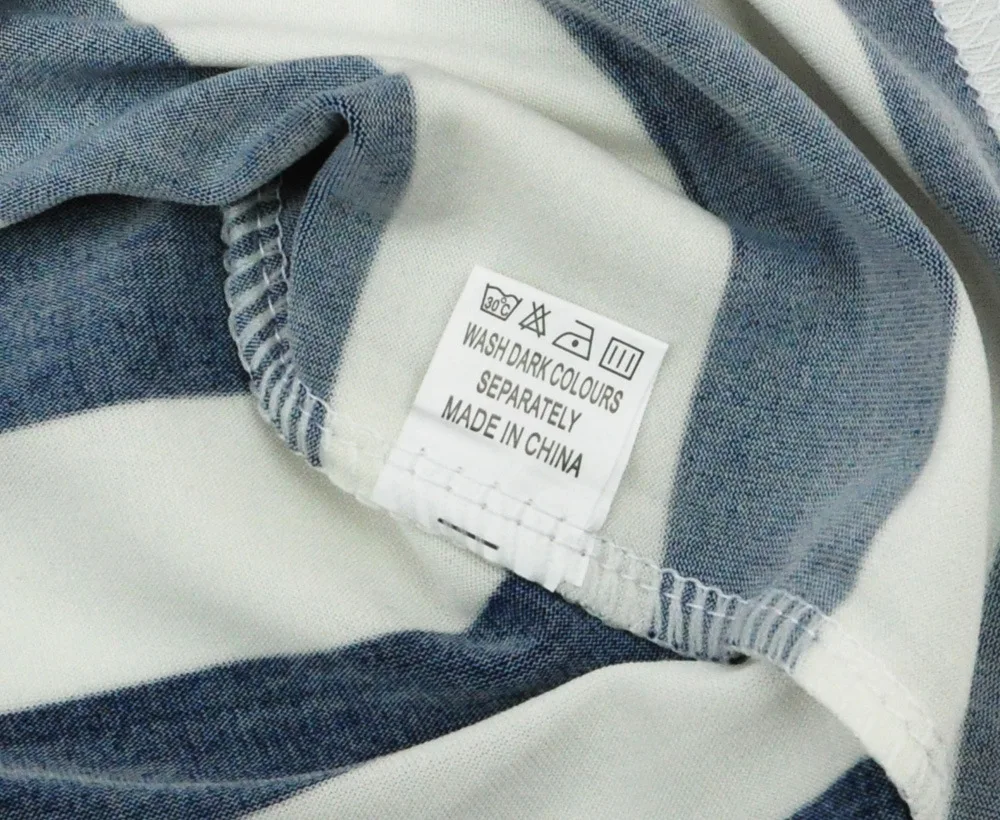 30°C
WASH DARK COLOURS
SEPARATELY
MADE IN CHINA